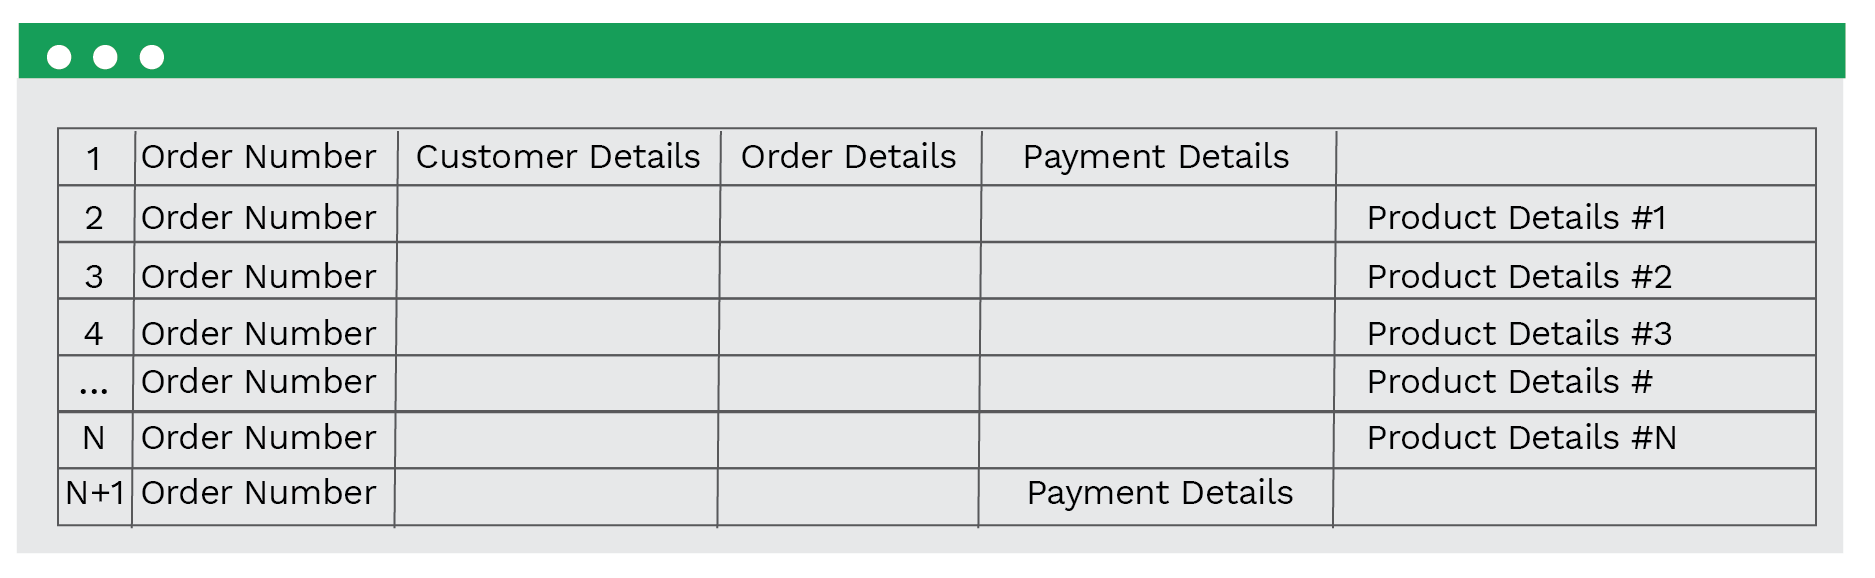 1 Order Number Customer Details Order Details Payment Details
2 Order Number Product Details #1
3 Order Number Product Details #2
4 Order Number Product Details #3
... Order Number Product Details #
N Order Number Product Details #N
N+1 Order Number Payment Details